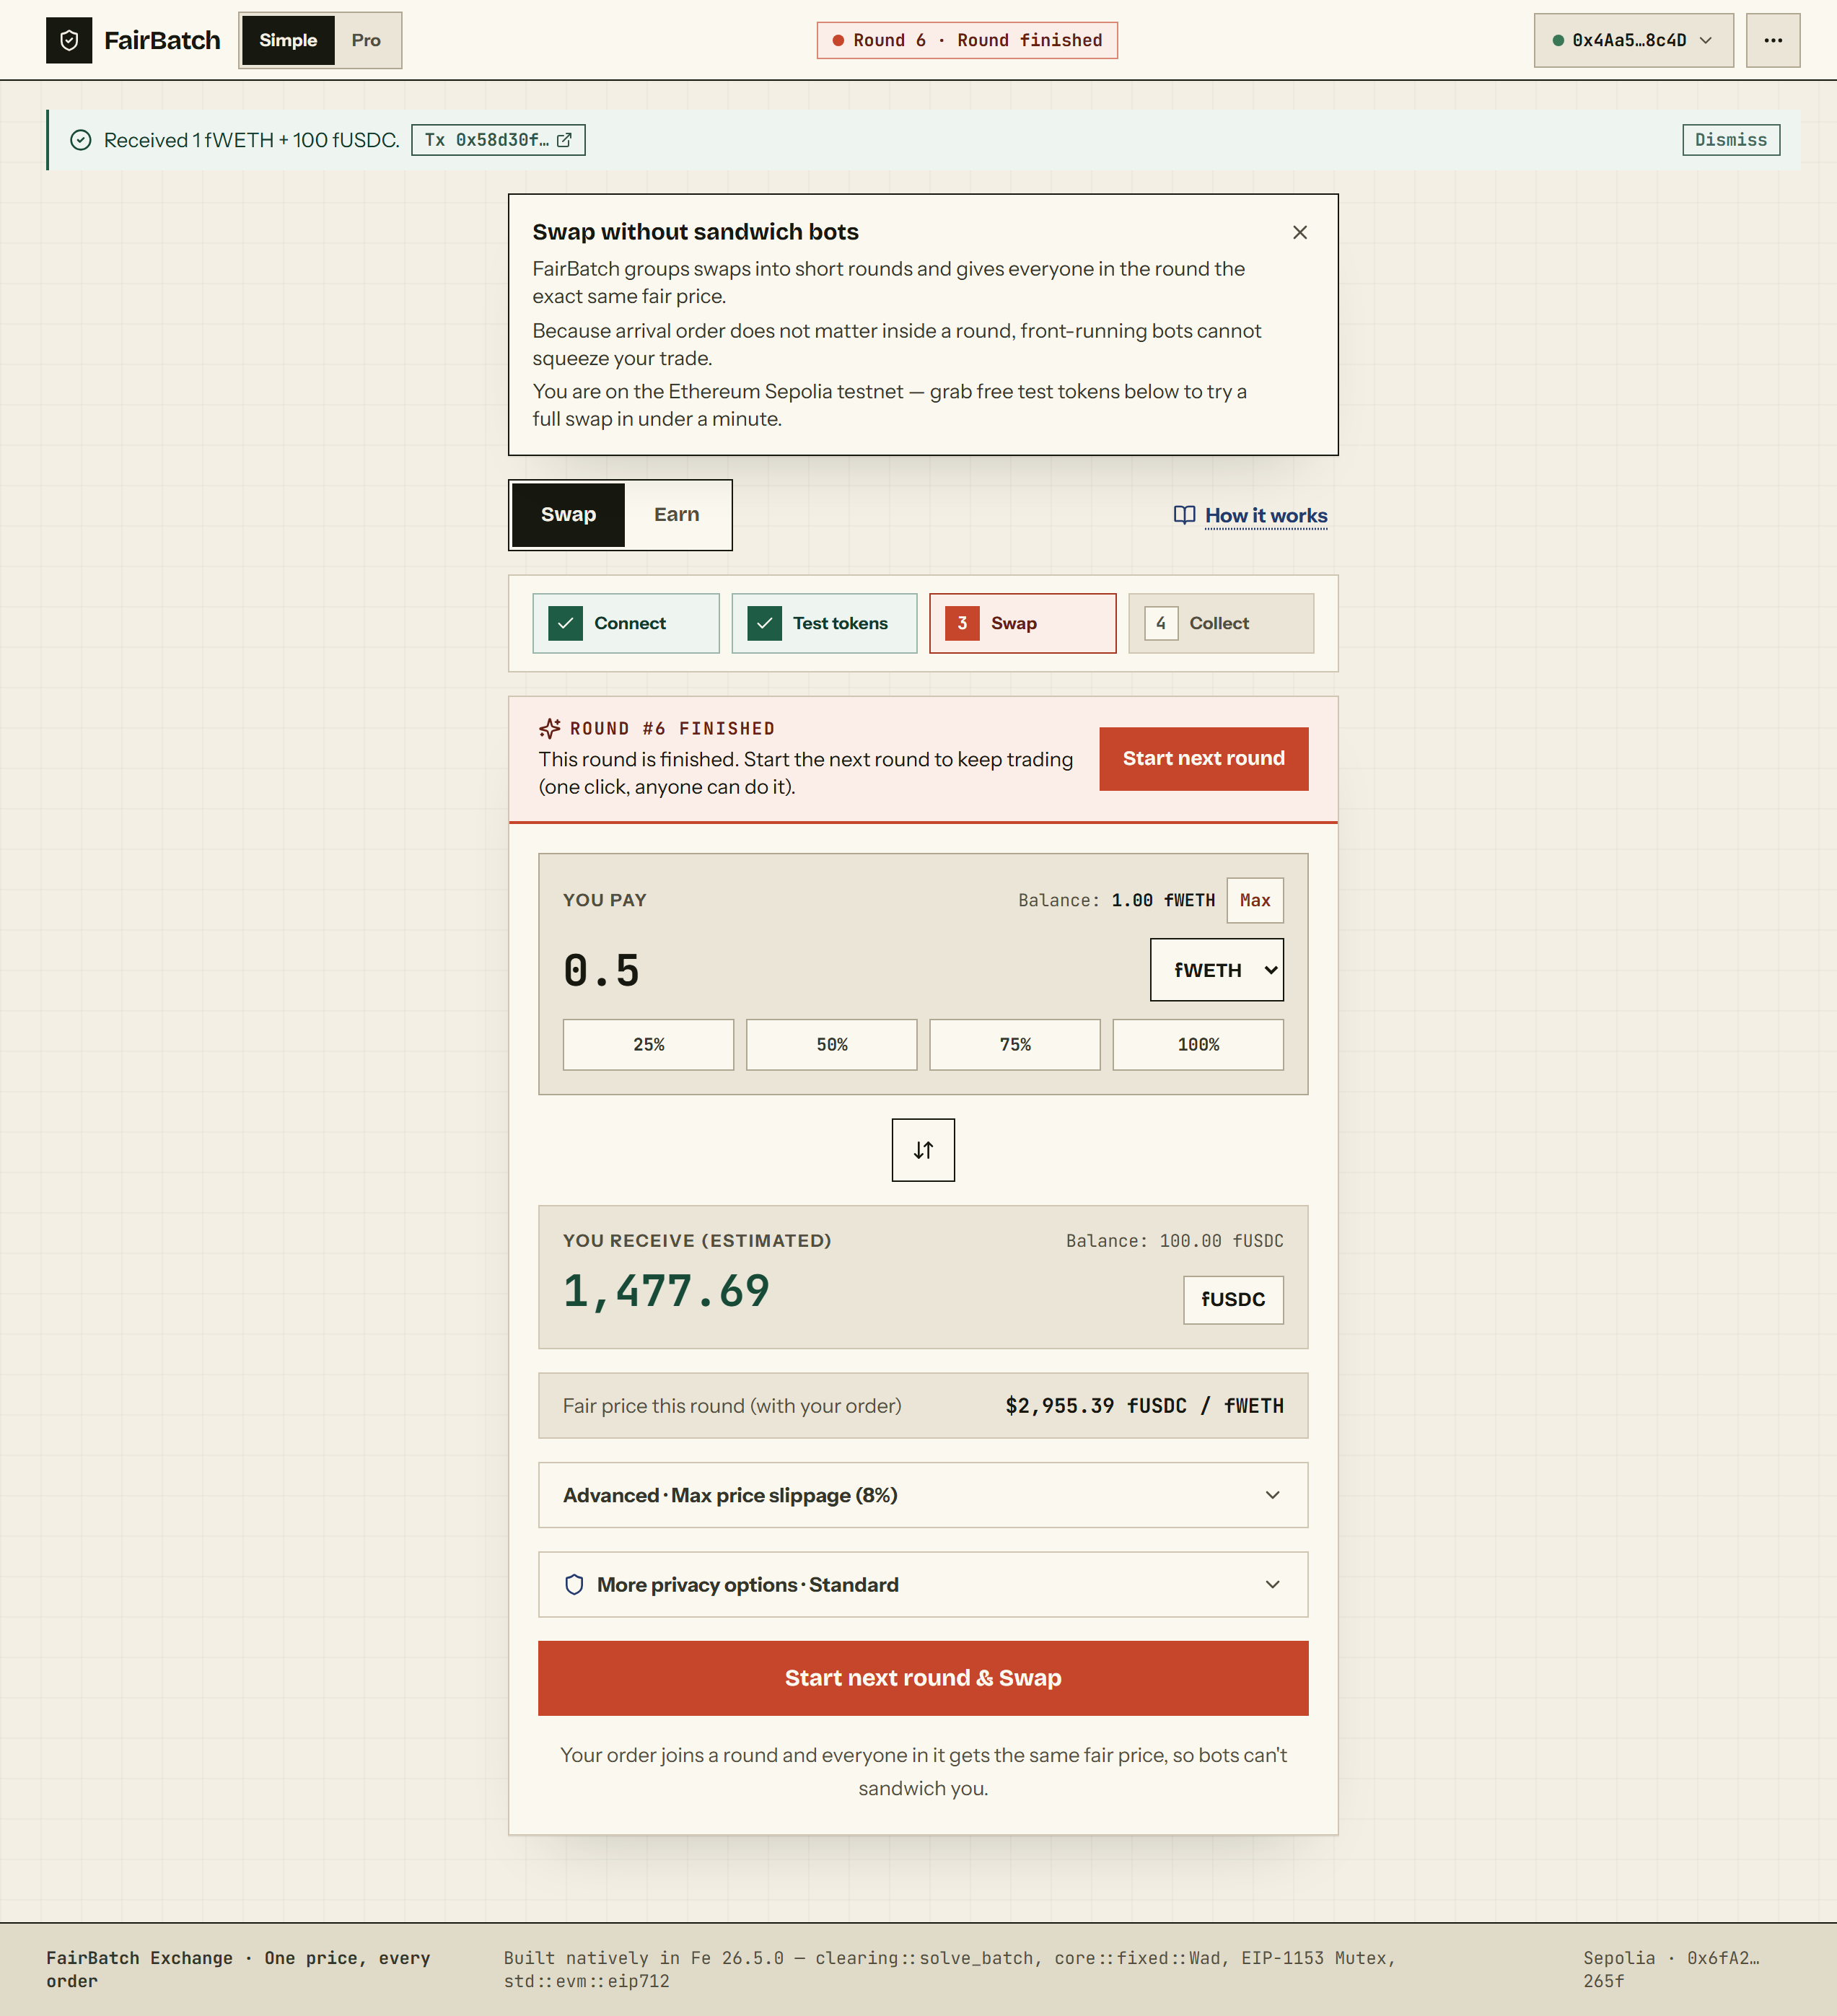 FairBatch
Simple
Pro
Round 6 · Round finished
0x4Aa5…8c4D
Received 1 fWETH + 100 fUSDC.
Tx 0x58d30f…
Dismiss
Swap without sandwich bots
FairBatch groups swaps into short rounds and gives everyone in the round the
exact same fair price.
Because arrival order does not matter inside a round, front-running bots cannot
squeeze your trade.
You are on the Ethereum Sepolia testnet — grab free test tokens below to try a
full swap in under a minute.
Swap
Earn
How it works
Connect
Test tokens
3 Swap
4 Collect
ROUND #6 FINISHED
This round is finished. Start the next round to keep trading
(one click, anyone can do it).
Start next round
YOU PAY
Balance: 1.00 fWETH
Max
0.5
fWETH
25%
50%
75%
100%
YOU RECEIVE (ESTIMATED)
Balance: 100.00 fUSDC
1,477.69
fUSDC
Fair price this round (with your order)
$2,955.39 fUSDC / fWETH
Advanced · Max price slippage (8%)
More privacy options · Standard
Start next round & Swap
Your order joins a round and everyone in it gets the same fair price, so bots can't
sandwich you.
FairBatch Exchange · One price, every
order
Built natively in Fe 26.5.0 — clearing::solve_batch, core::fixed::Wad, EIP-1153 Mutex,
std::evm::eip712
Sepolia · 0x6fA2…
265f